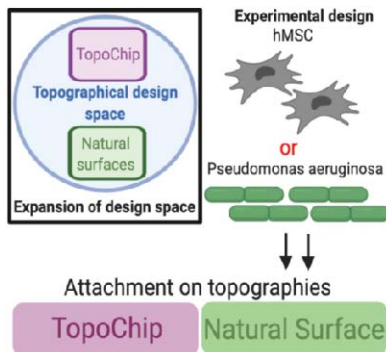 TopoChip
Topographical design
space
Natural
surfaces
Expansion of design space
Experimental design
hMSC
or
Pseudomonas aeruginosa
Attachment on topographies
TopoChip
Natural Surface